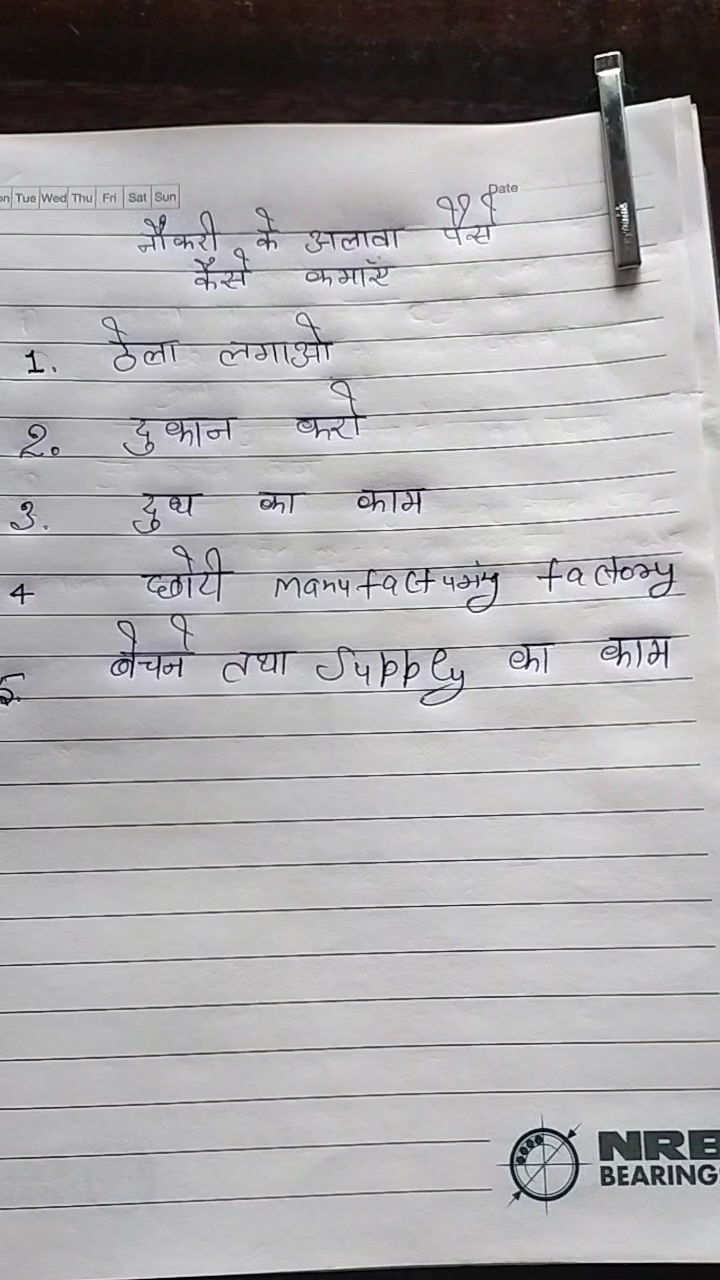 on Tue Wed Thu Fri Sat Sun
Date
नौकरी के अलावा पैसे
कैसे कमाएं
1. ठेला लगाओ
2. दुकान करो
3. दुध का काम
4 छोटी manufacturing factory
5. बेचने तथा Supply का काम
NRB
BEARING